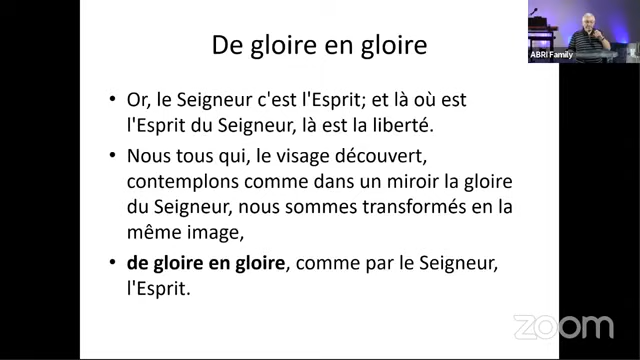 De gloire en gloire
ABRI Family
• Or, le Seigneur c'est l'Esprit; et là où est
l'Esprit du Seigneur, là est la liberté.
• Nous tous qui, le visage découvert,
contemplons comme dans un miroir la gloire
du Seigneur, nous sommes transformés en la
même image,
• de gloire en gloire, comme par le Seigneur,
l'Esprit.
zoom